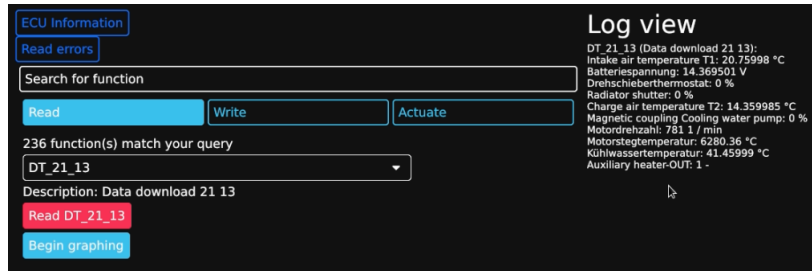 ECU Information
Read errors
Search for function
Read
Write
Actuate
236 function(s) match your query
DT_21_13
Description: Data download 21 13
Read DT_21_13
Begin graphing
Log view
DT_21_13 (Data download 21 13):
Intake air temperature T1: 20.75998 °C
Batteriespannung: 14.369501 V
Drehschieberthermostat: 0 %
Radiator shutter: 0 %
Charge air temperature T2: 14.359985 °C
Magnetic coupling Cooling water pump: 0 %
Motordrehzahl: 781 1 / min
Motorstegtemperatur: 6280.36 °C
Kühlwassertemperatur: 41.45999 °C
Auxiliary heater-OUT: 1 -